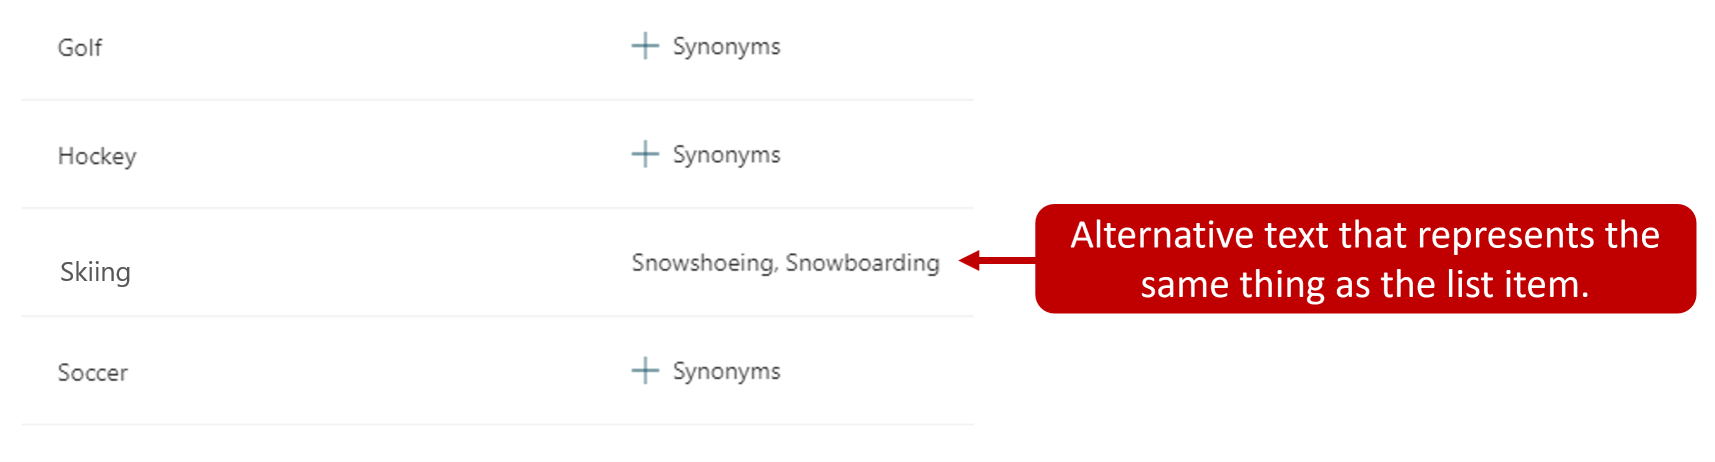 Golf + Synonyms
Hockey + Synonyms
Skiing Snowshoeing, Snowboarding
Alternative text that represents the
same thing as the list item.
Soccer + Synonyms